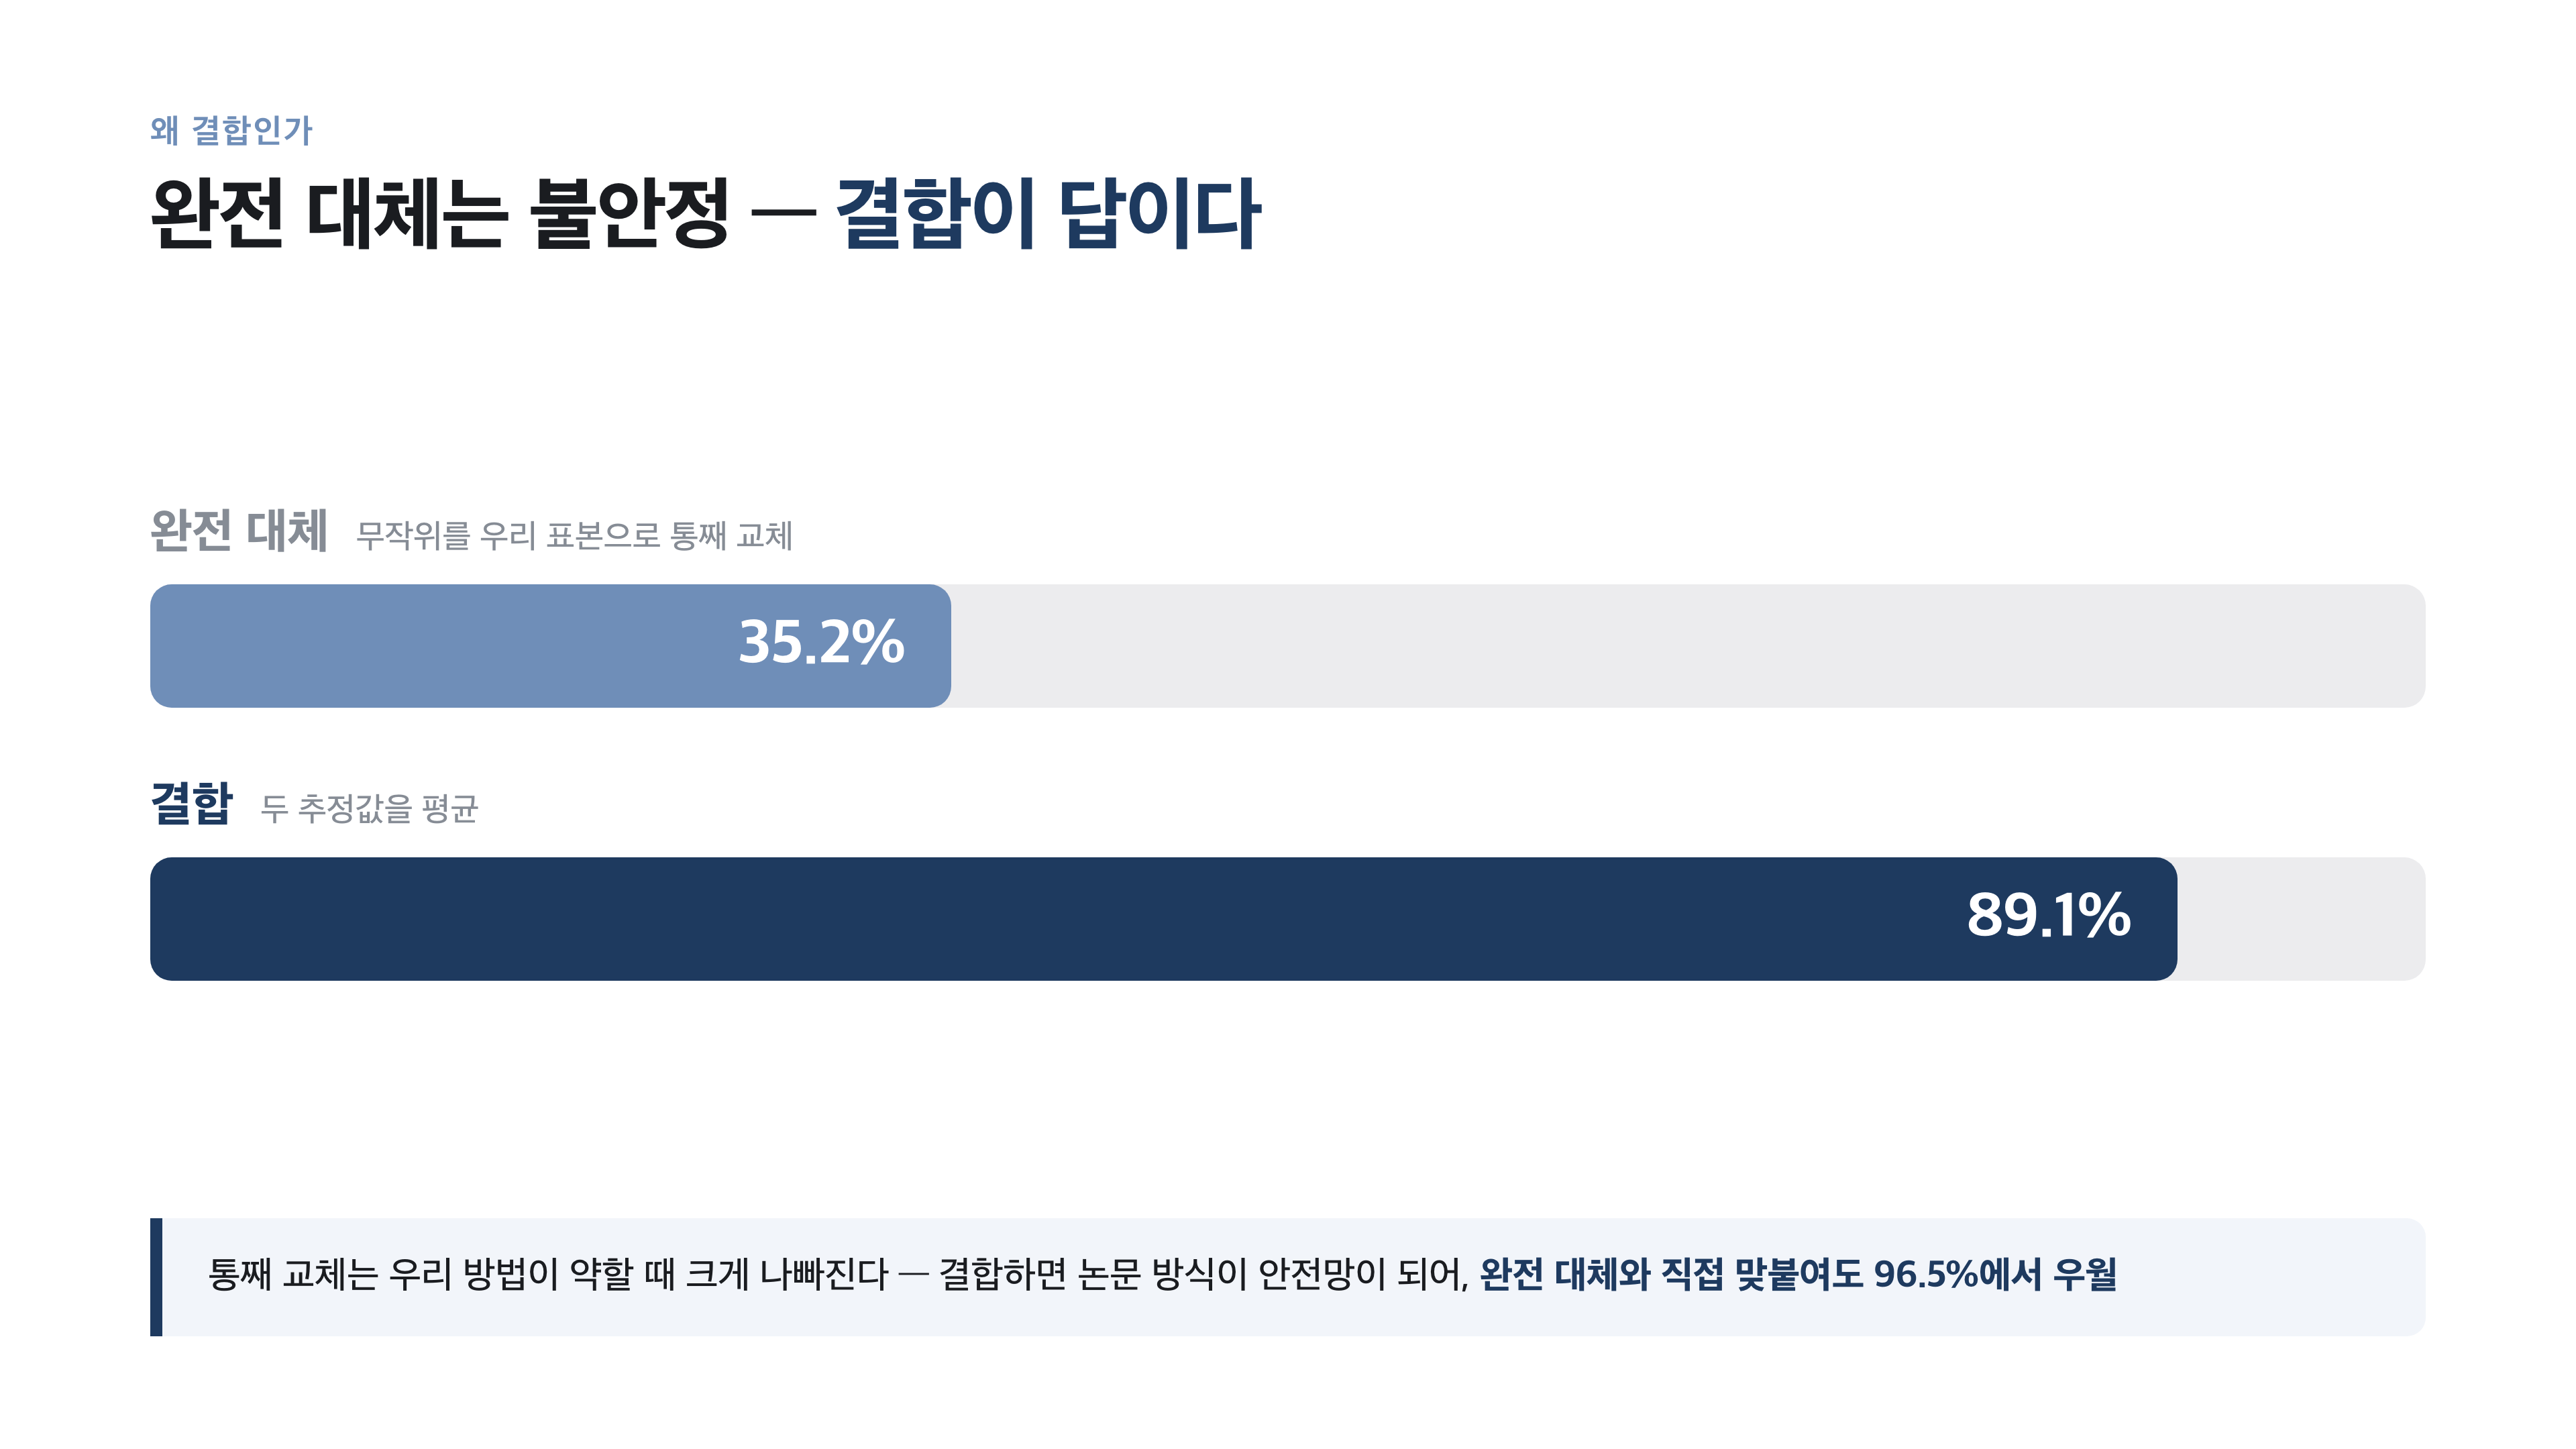 왜 결합인가
완전 대체는 불안정 — 결합이 답이다
완전 대체 무작위를 우리 표본으로 통째 교체
35.2%
결합 두 추정값을 평균
89.1%
통째 교체는 우리 방법이 약할 때 크게 나빠진다 — 결합하면 논문 방식이 안전망이 되어, 완전 대체와 직접 맞붙여도 96.5%에서 우월